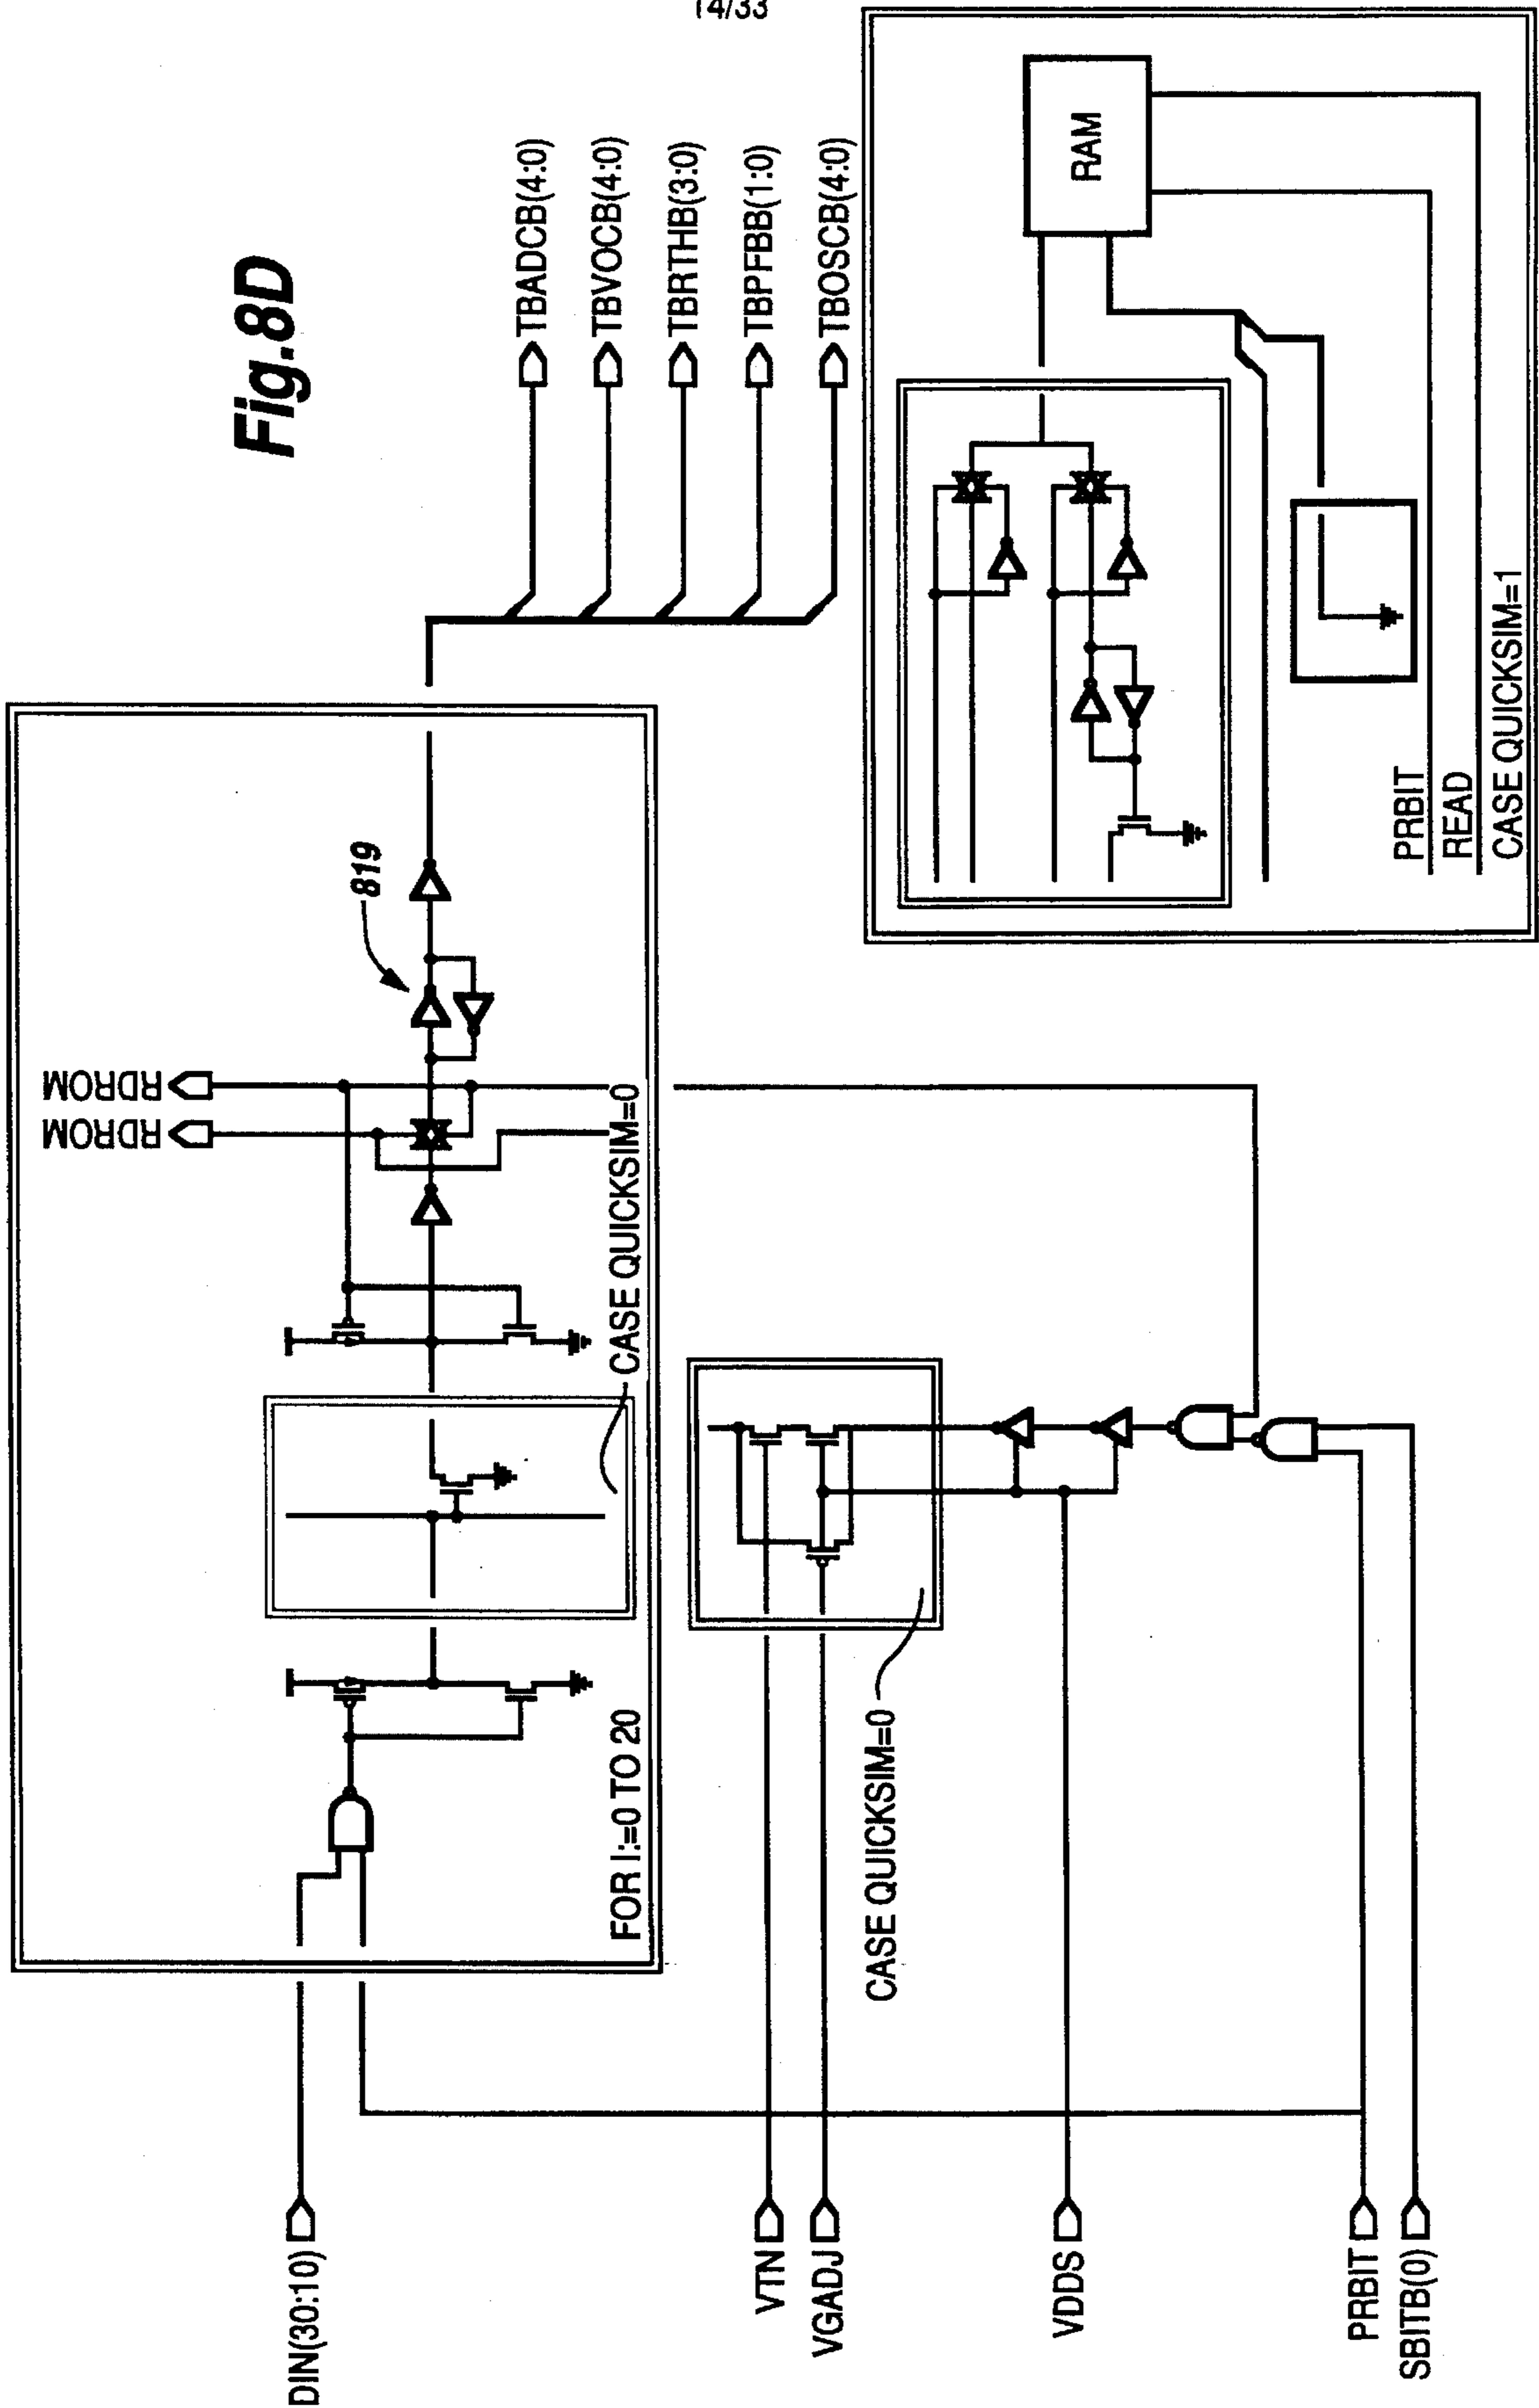 14/33
Fig.8D
RDROM
RDROM
819
TBADCB(4:0)
TBVOCB(4:0)
TBRTHB(3:0)
TBPFBB(1:0)
TBOSCB(4:0)
DIN(30:10)
FOR I:=0 TO 20
CASE QUICKSIM=0
VTN
VGADJ
CASE QUICKSIM=0
VDDS
PRBIT
SBITB(0)
RAM
PRBIT
READ
CASE QUICKSIM=1